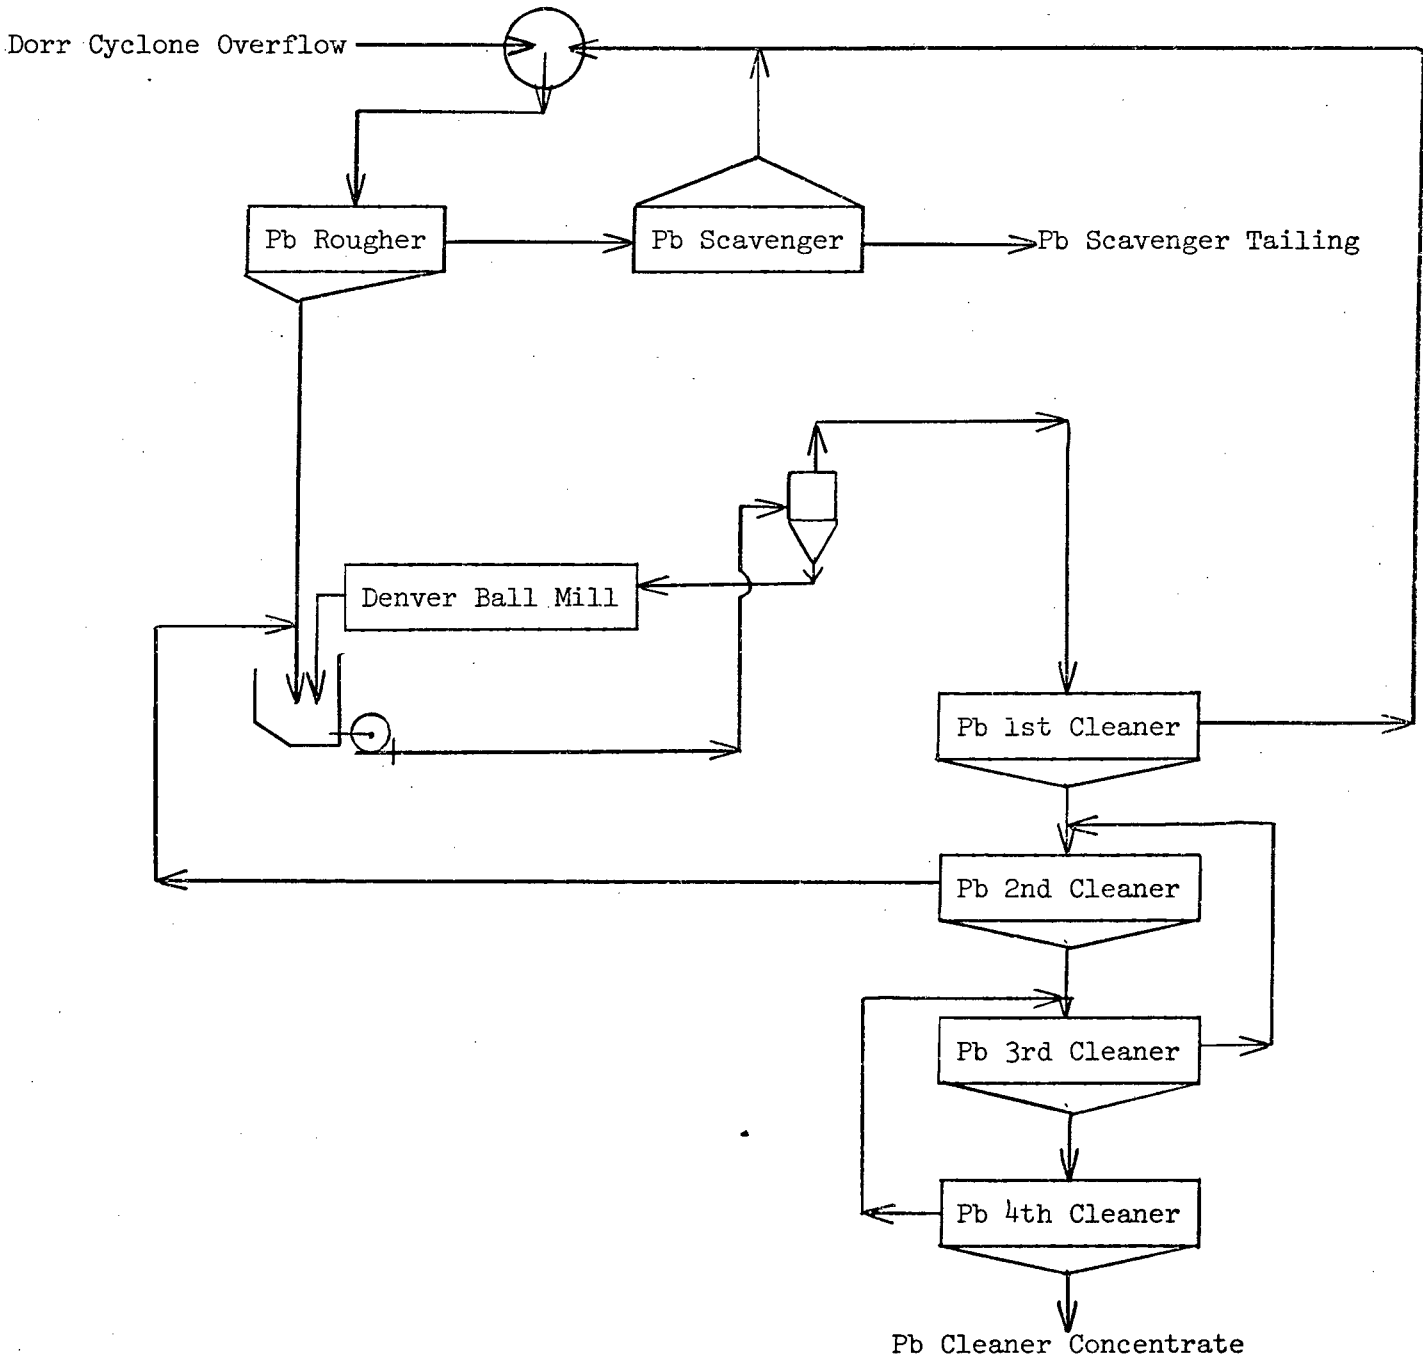 Dorr Cyclone Overflow
Pb Rougher
Pb Scavenger
Pb Scavenger Tailing
Denver Ball Mill
Pb 1st Cleaner
Pb 2nd Cleaner
Pb 3rd Cleaner
Pb 4th Cleaner
Pb Cleaner Concentrate